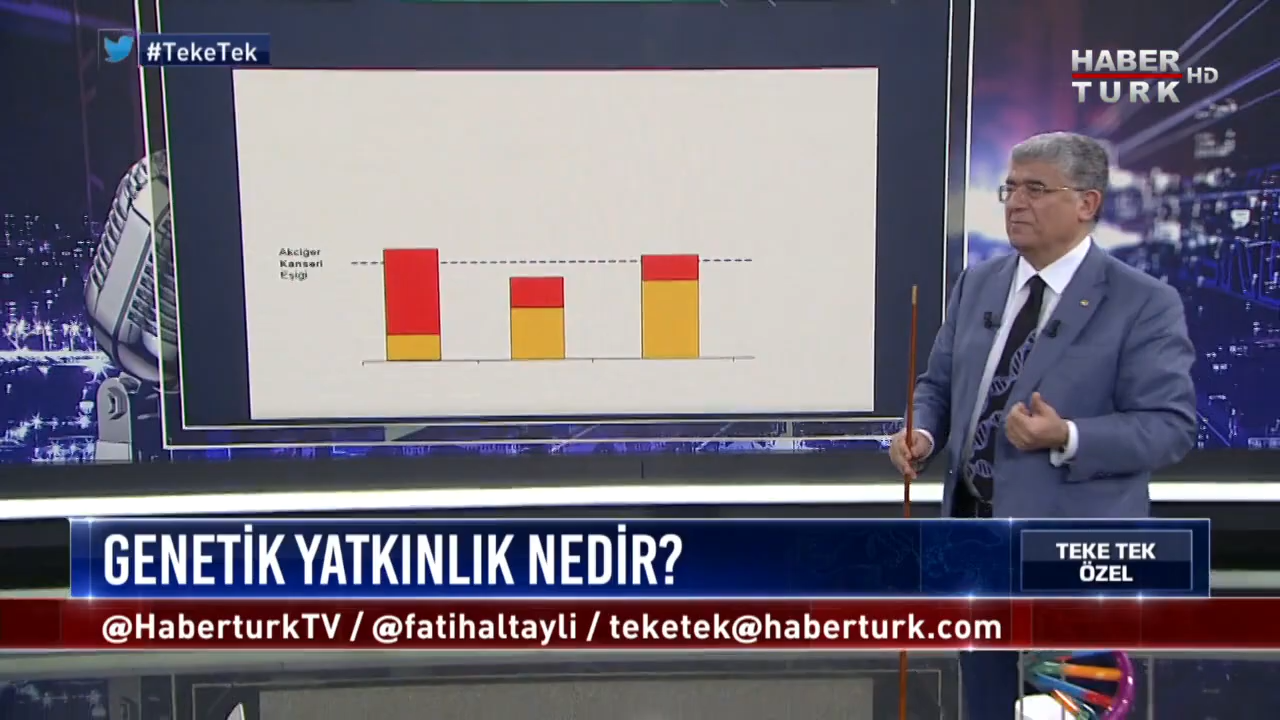 #TekeTek
HABER
TURK HD
Akciğer
Kanseri
Eşiği
GENETİK YATKINLIK NEDİR?
TEKE TEK
ÖZEL
@HaberturkTV / @fatihaltayli / teketek@haberturk.com